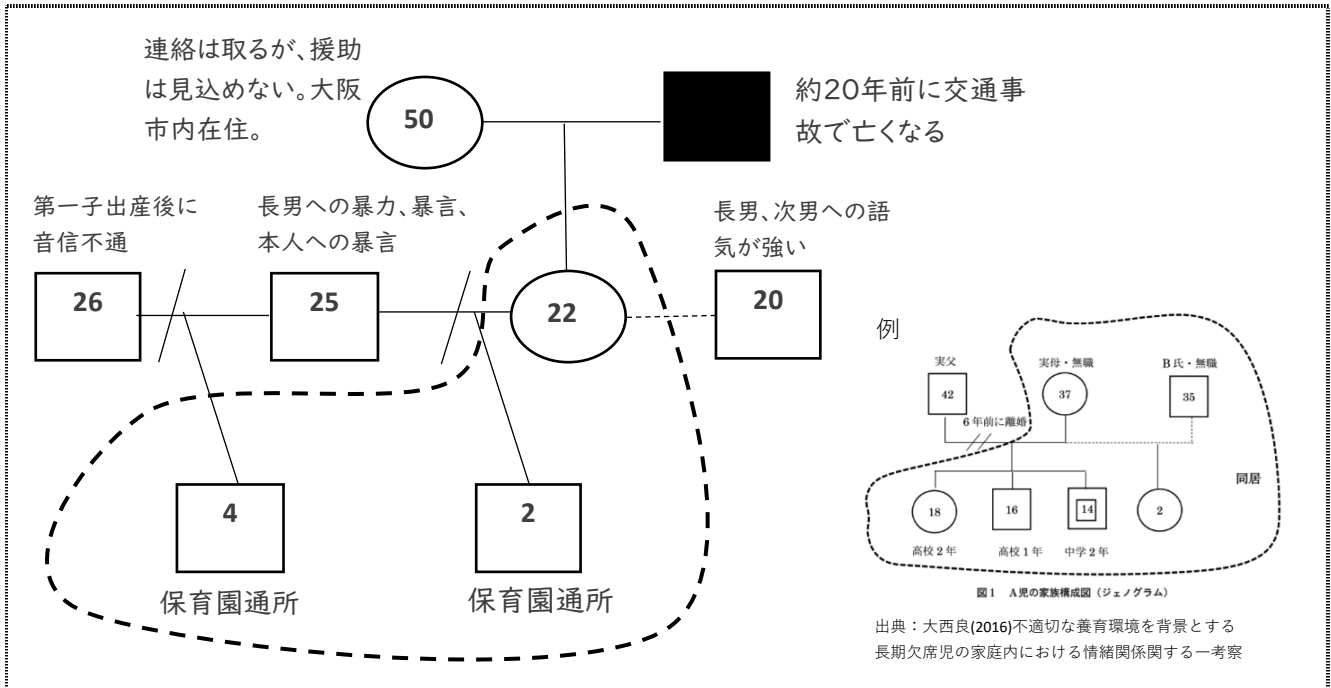 連絡は取るが、援助
は見込めない。大阪
市内在住。
50
約20年前に交通事
故で亡くなる
第一子出産後に
音信不通
長男への暴力、暴言、
本人への暴言
長男、次男への語
気が強い
26
25
22
20
4
2
保育園通所
保育園通所
例
実父
実母・無職
B氏・無職
42
37
35
6年前に離婚
同居
18
16
14
2
高校2年
高校1年
中学2年
図1 A児の家族構成図（ジェノグラム）
出典：大西良(2016)不適切な養育環境を背景とする
長期欠席児の家庭内における情緒関係関する一考察